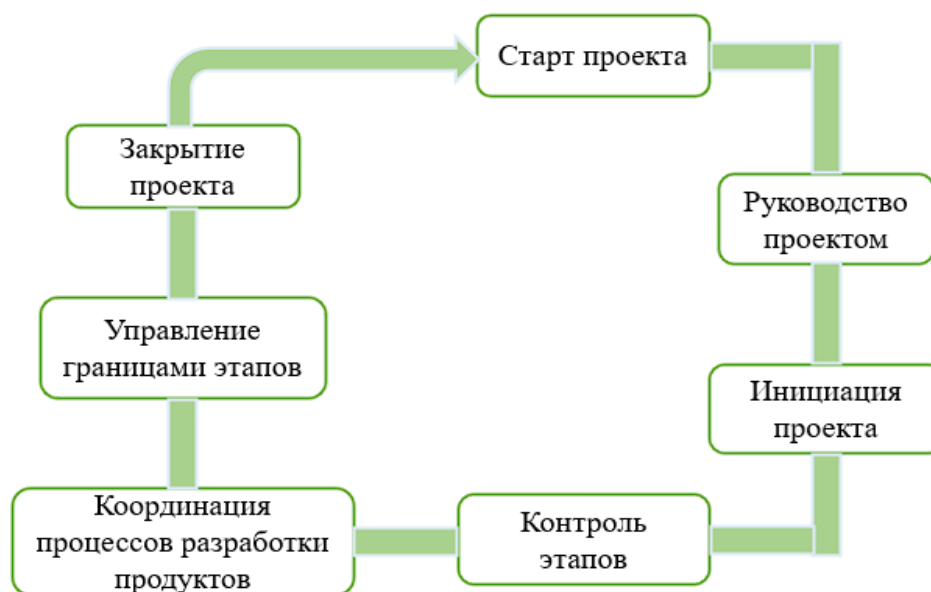 Старт проекта
Руководство
проектом
Инициация
проекта
Контроль
этапов
Координация
процессов разработки
продуктов
Управление
границами этапов
Закрытие
проекта